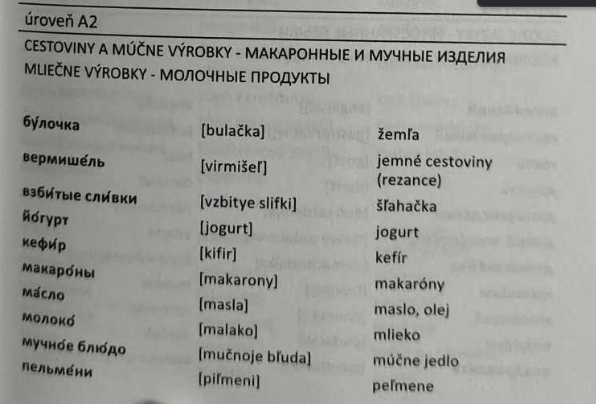 úroveň A2
CESTOVINY A MÚČNE VÝROBKY - МАКАРОННЫЕ И МУЧНЫЕ ИЗДЕЛИЯ
MLIEČNE VÝROBKY - МОЛОЧНЫЕ ПРОДУКТЫ
бу́лочка [bulačka] žemľa
вермише́ль [virmišeľ] jemné cestoviny
(rezance)
взби́тые сли́вки [vzbitye slifki] šľahačka
йо́гурт [jogurt] jogurt
кефи́р [kifir] kefír
макаро́ны [makarony] makaróny
ма́сло [masla] maslo, olej
молоко́ [malako] mlieko
мучно́е блю́до [mučnoje bľuda] múčne jedlo
пельме́ни [piľmeni] peľmene